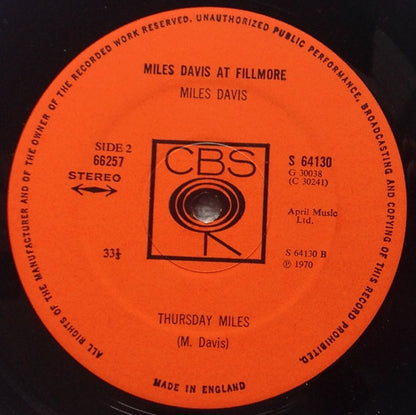 ALL RIGHTS OF THE MANUFACTURER AND OF THE OWNER OF THE RECORDED WORK RESERVED. UNAUTHORIZED PUBLIC PERFORMANCE, BROADCASTING AND COPYING OF THIS RECORD PROHIBITED.
MILES DAVIS AT FILLMORE
MILES DAVIS
SIDE 2
66257
STEREO
33⅓
CBS
S 64130
G 30038
(C 30241)
April Music
Ltd.
S 64130 B
℗ 1970
THURSDAY MILES
(M. Davis)
MADE IN ENGLAND